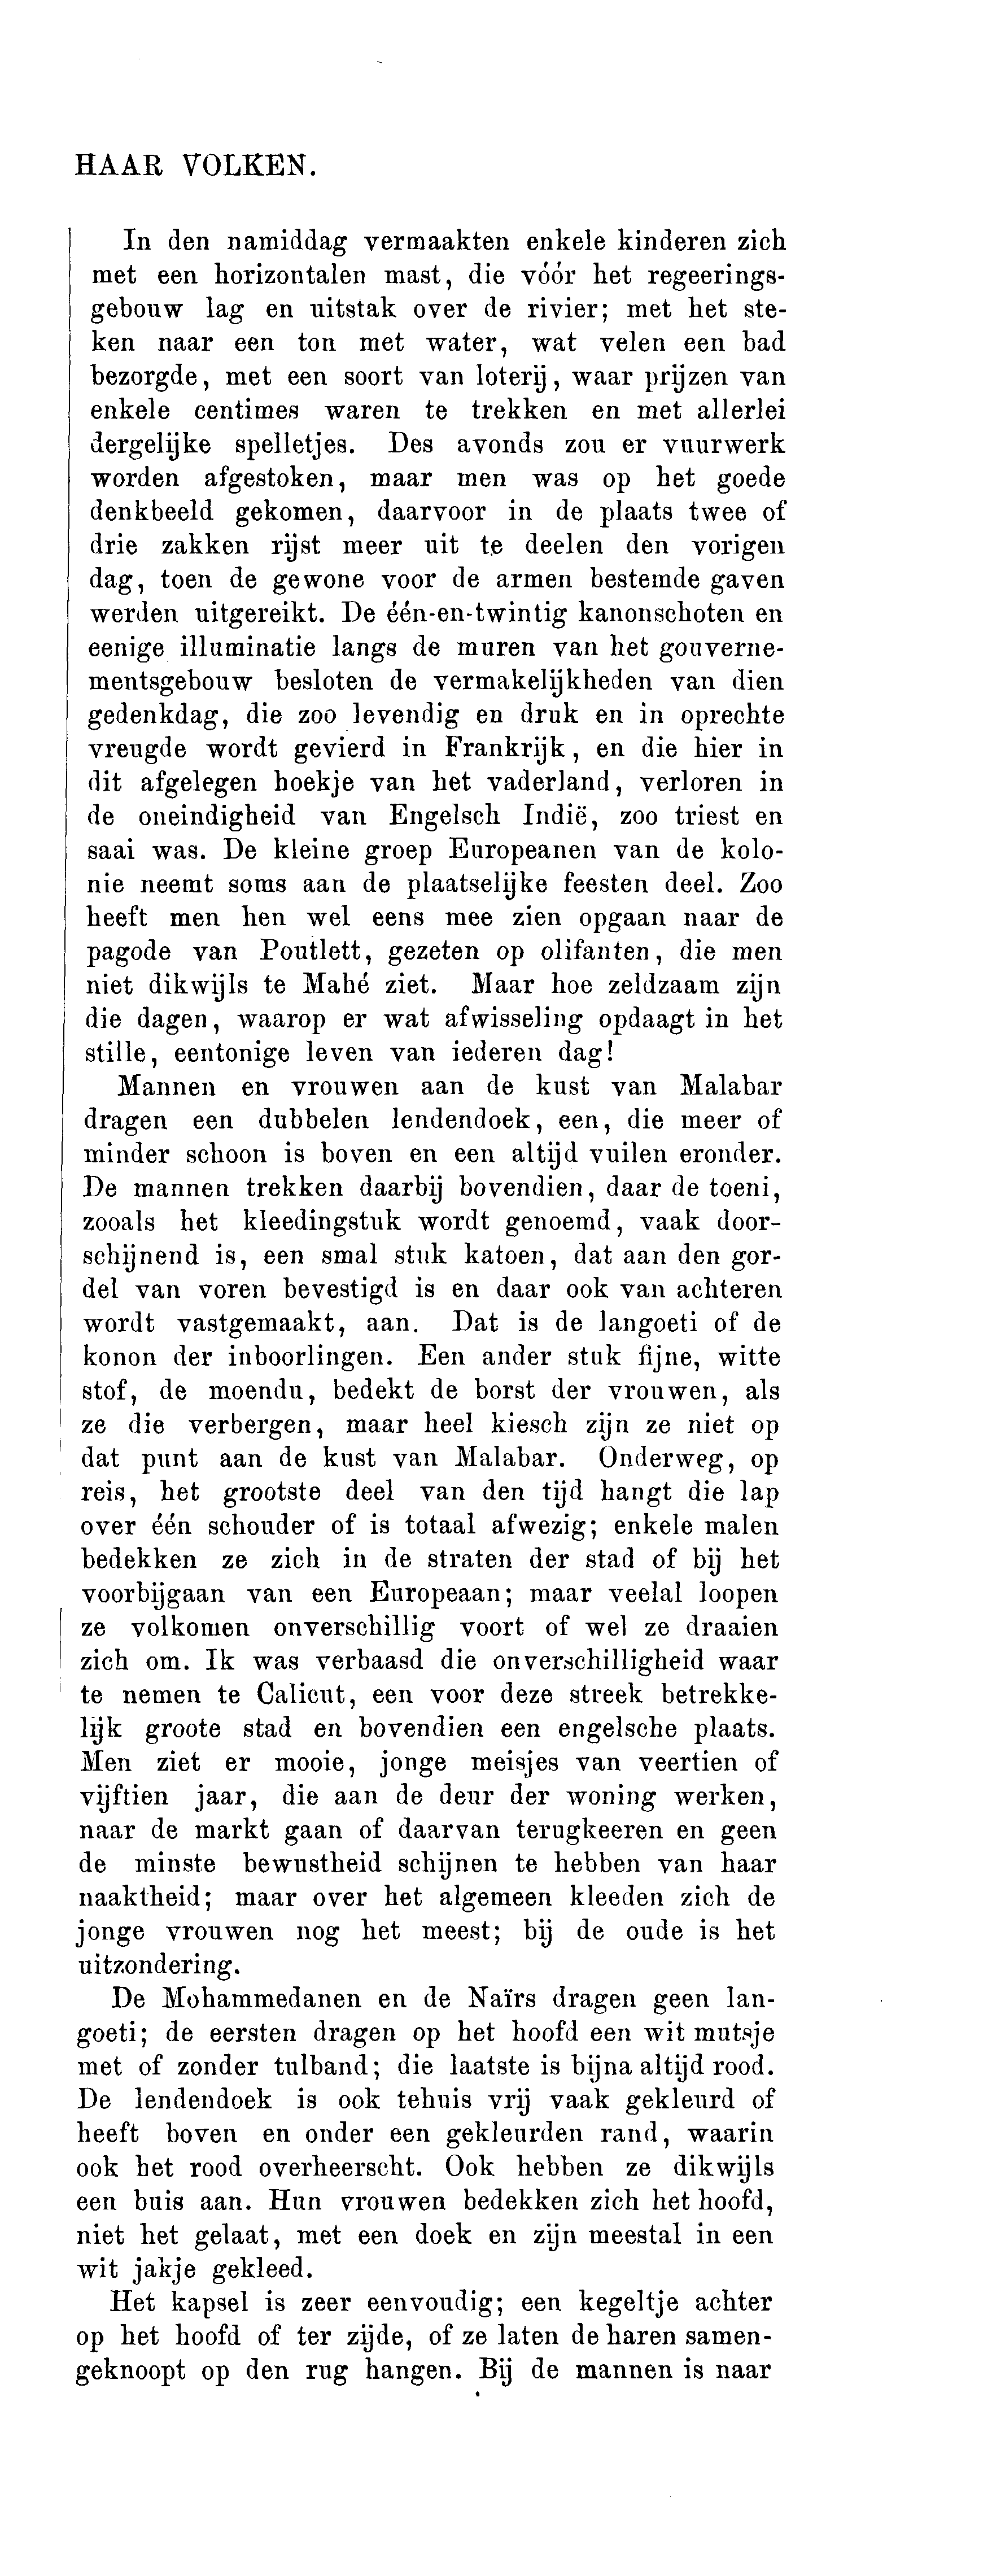 HAAR VOLKEN.
In den namiddag vermaakten enkele kinderen zich
met een horizontalen mast, die vóór het regeerings-
gebouw lag en uitstak over de rivier; met het ste-
ken naar een ton met water, wat velen een bad
bezorgde, met een soort van loterij, waar prijzen van
enkele centimes waren te trekken en met allerlei
dergelijke spelletjes. Des avonds zou er vuurwerk
worden afgestoken, maar men was op het goede
denkbeeld gekomen, daarvoor in de plaats twee of
drie zakken rijst meer uit te deelen den vorigen
dag, toen de gewone voor de armen bestemde gaven
werden uitgereikt. De één-en-twintig kanonschoten en
eenige illuminatie langs de muren van het gouverne-
mentsgebouw besloten de vermakelijkheden van dien
gedenkdag, die zoo levendig en druk en in oprechte
vreugde wordt gevierd in Frankrijk, en die hier in
dit afgelegen hoekje van het vaderland, verloren in
de oneindigheid van Engelsch Indië, zoo triest en
saai was. De kleine groep Europeanen van de kolo-
nie neemt soms aan de plaatselijke feesten deel. Zoo
heeft men hen wel eens mee zien opgaan naar de
pagode van Poutlett, gezeten op olifanten, die men
niet dikwijls te Mahé ziet. Maar hoe zeldzaam zijn
die dagen, waarop er wat afwisseling opdaagt in het
stille, eentonige leven van iederen dag!
Mannen en vrouwen aan de kust van Malabar
dragen een dubbelen lendendoek, een, die meer of
minder schoon is boven en een altijd vuilen eronder.
De mannen trekken daarbij bovendien, daar de toeni,
zooals het kleedingstuk wordt genoemd, vaak door-
schijnend is, een smal stuk katoen, dat aan den gor-
del van voren bevestigd is en daar ook van achteren
wordt vastgemaakt, aan. Dat is de langoeti of de
konon der inboorlingen. Een ander stuk fijne, witte
stof, de moendu, bedekt de borst der vrouwen, als
ze die verbergen, maar heel kiesch zijn ze niet op
dat punt aan de kust van Malabar. Onderweg, op
reis, het grootste deel van den tijd hangt die lap
over één schouder of is totaal afwezig; enkele malen
bedekken ze zich in de straten der stad of bij het
voorbijgaan van een Europeaan; maar veelal loopen
ze volkomen onverschillig voort of wel ze draaien
zich om. Ik was verbaasd die onverschilligheid waar
te nemen te Calicut, een voor deze streek betrekke-
lijk groote stad en bovendien een engelsche plaats.
Men ziet er mooie, jonge meisjes van veertien of
vijftien jaar, die aan de deur der woning werken,
naar de markt gaan of daarvan terugkeeren en geen
de minste bewustheid schijnen te hebben van haar
naaktheid; maar over het algemeen kleeden zich de
jonge vrouwen nog het meest; bij de oude is het
uitzondering.
De Mohammedanen en de Naïrs dragen geen lan-
goeti; de eersten dragen op het hoofd een wit mutsje
met of zonder tulband; die laatste is bijna altijd rood.
De lendendoek is ook tehuis vrij vaak gekleurd of
heeft boven en onder een gekleurden rand, waarin
ook het rood overheerscht. Ook hebben ze dikwijls
een buis aan. Hun vrouwen bedekken zich het hoofd,
niet het gelaat, met een doek en zijn meestal in een
wit jakje gekleed.
Het kapsel is zeer eenvoudig; een kegeltje achter
op het hoofd of ter zijde, of ze laten de haren samen-
geknoopt op den rug hangen. Bij de mannen is naar